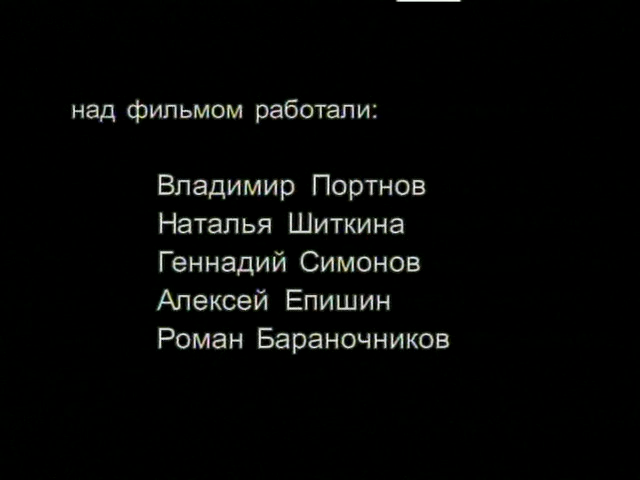 над фильмом работали:
Владимир Портнов
Наталья Шиткина
Геннадий Симонов
Алексей Епишин
Роман Бараночников